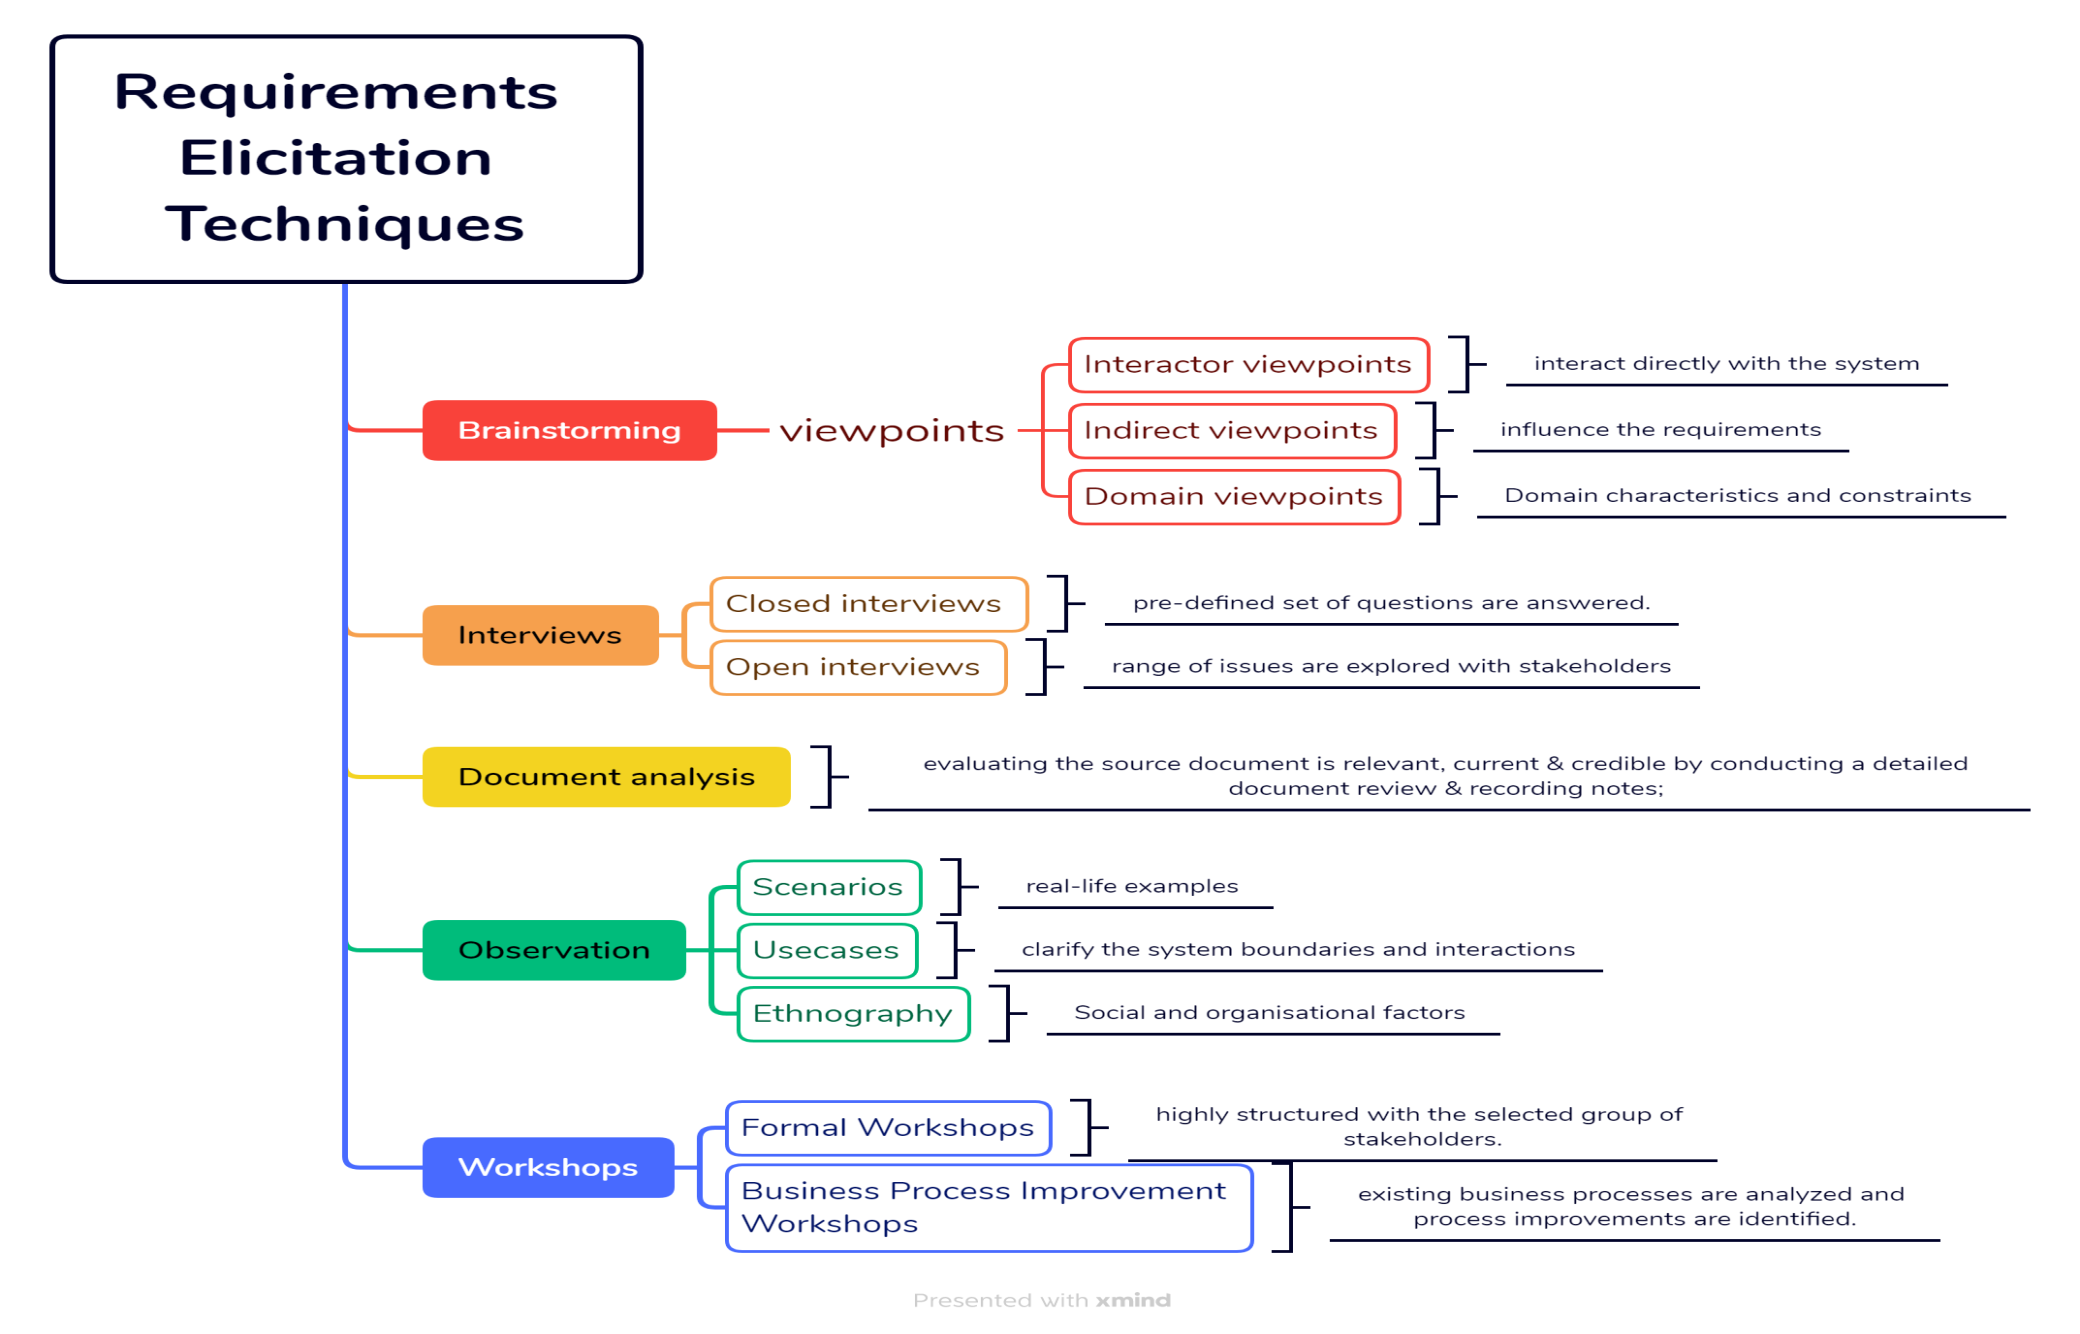 Requirements
Elicitation
Techniques
Brainstorming
viewpoints
Interactor viewpoints
interact directly with the system
Indirect viewpoints
influence the requirements
Domain viewpoints
Domain characteristics and constraints
Interviews
Closed interviews
pre-defined set of questions are answered.
Open interviews
range of issues are explored with stakeholders
Document analysis
evaluating the source document is relevant, current & credible by conducting a detailed
document review & recording notes;
Observation
Scenarios
real-life examples
Usecases
clarify the system boundaries and interactions
Ethnography
Social and organisational factors
Workshops
Formal Workshops
highly structured with the selected group of
stakeholders.
Business Process Improvement
Workshops
existing business processes are analyzed and
process improvements are identified.
Presented with xmind